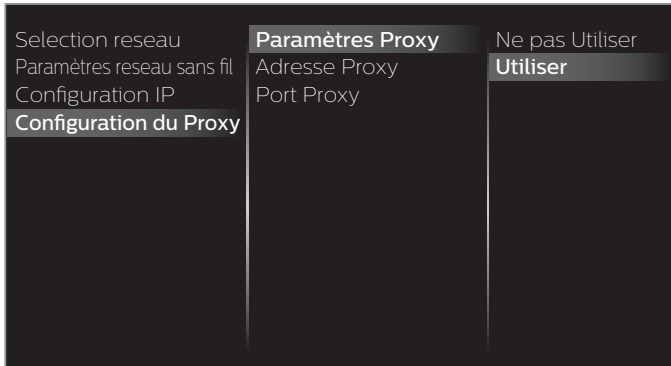 Selection reseau
Paramètres reseau sans fil
Configuration IP
Configuration du Proxy
Paramètres Proxy
Adresse Proxy
Port Proxy
Ne pas Utiliser
Utiliser